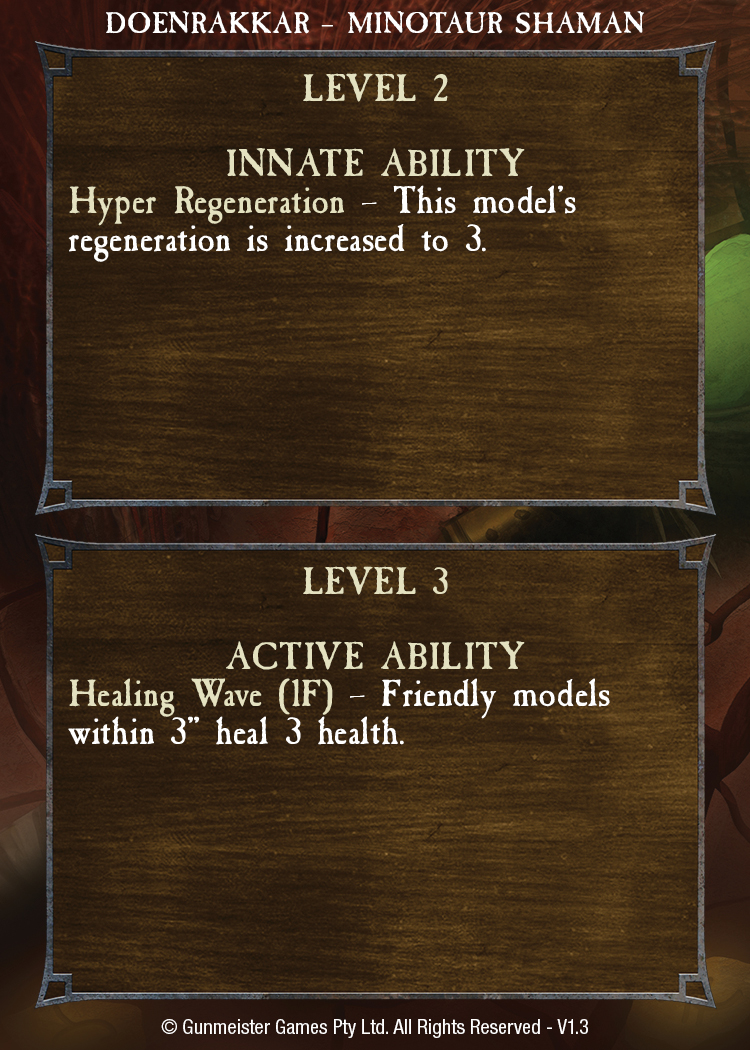 DOENRAKKAR – MINOTAUR SHAMAN
LEVEL 2
INNATE ABILITY
Hyper Regeneration – This model's
regeneration is increased to 3.
LEVEL 3
ACTIVE ABILITY
Healing Wave (1F) – Friendly models
within 3" heal 3 health.
© Gunmeister Games Pty Ltd. All Rights Reserved - V1.3